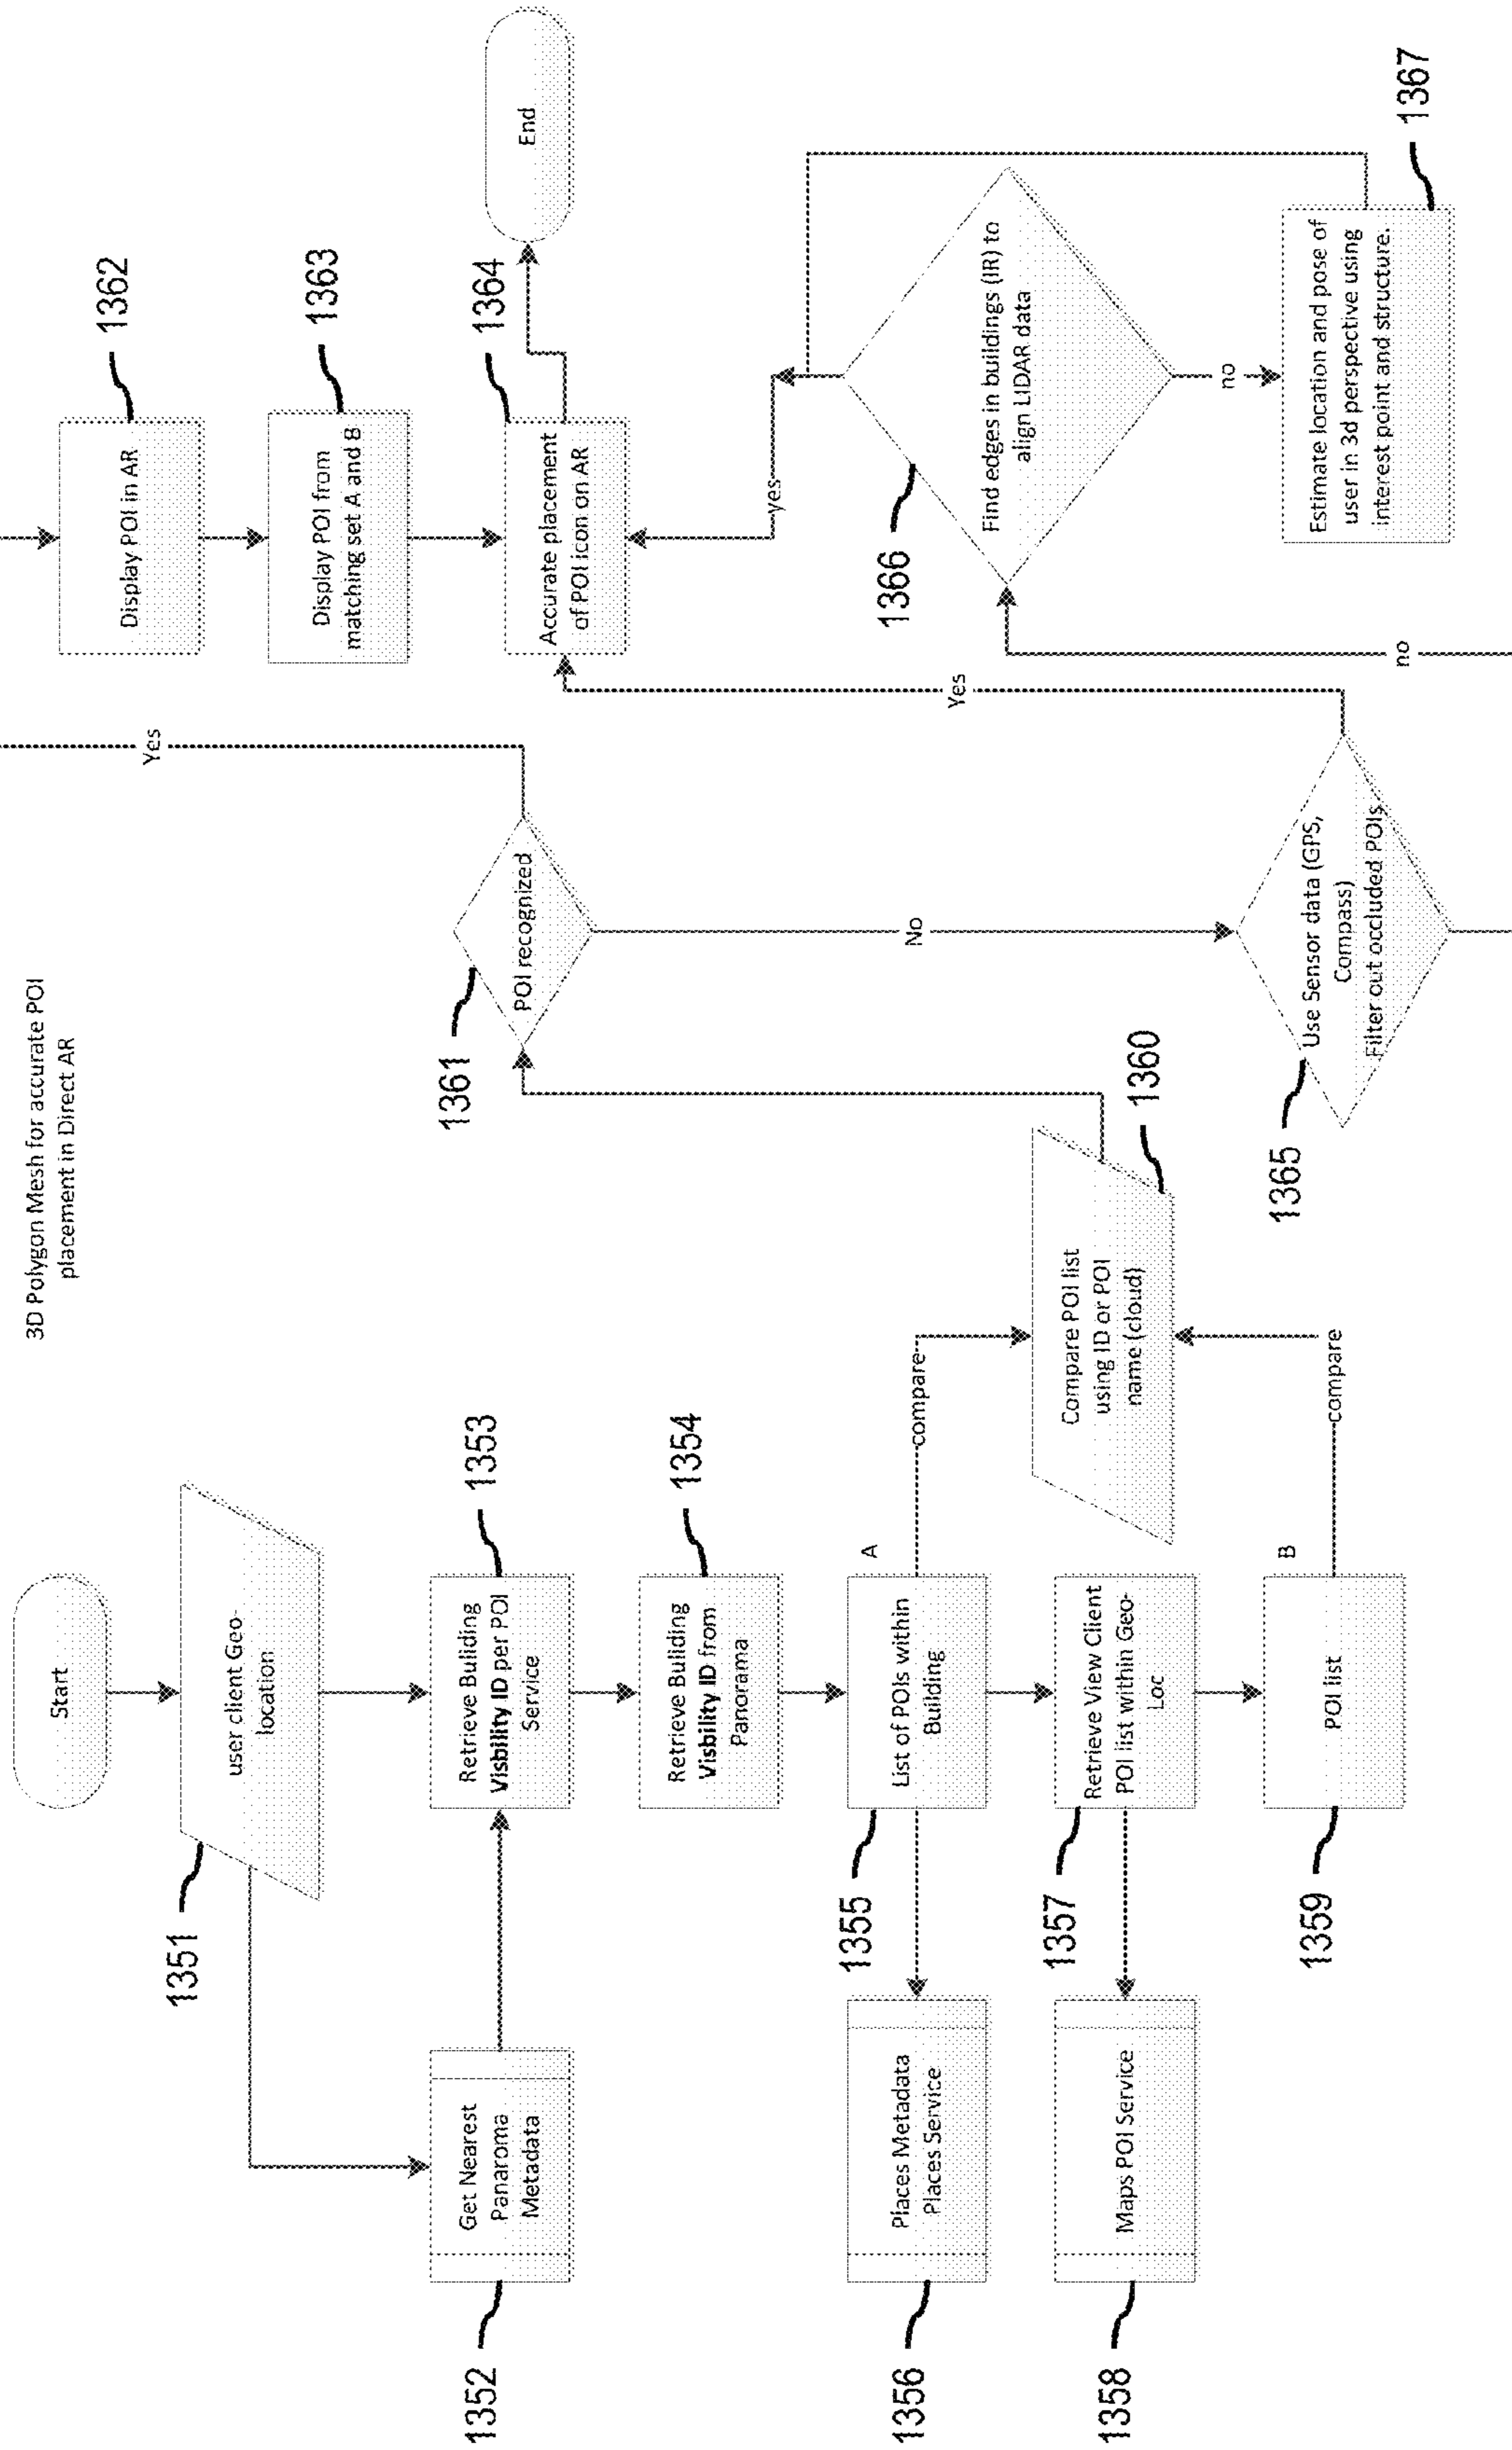 3D Polygon Mesh for accurate POI
placement in Direct AR
Start
1351
user client Geo-
location
1352
Get Nearest
Panaroma
Metadata
1353
Retrieve Buliding
Visbility ID per POI
Service
1354
Retrieve Buliding
Visbility ID from
Panorama
1355
A
List of POIs within
Building
1356
Places Metadata
Places Service
compare
1357
Retrieve View Client
POI list within Geo-
Loc
1358
Maps POI Service
1359
B
POI list
compare
1360
Compare POI list
using ID or POI
name (cloud)
1361
POI recognized
Yes
No
1362
Display POI in AR
1363
Display POI from
matching set A and B
1364
Accurate placement
of POI icon on AR
End
1365
Use Sensor data (GPS,
Compass)
Filter out occluded POIs
Yes
no
1366
Find edges in buildings (IR) to
align LIDAR data
yes
no
1367
Estimate location and pose of
user in 3d perspective using
interest point and structure.